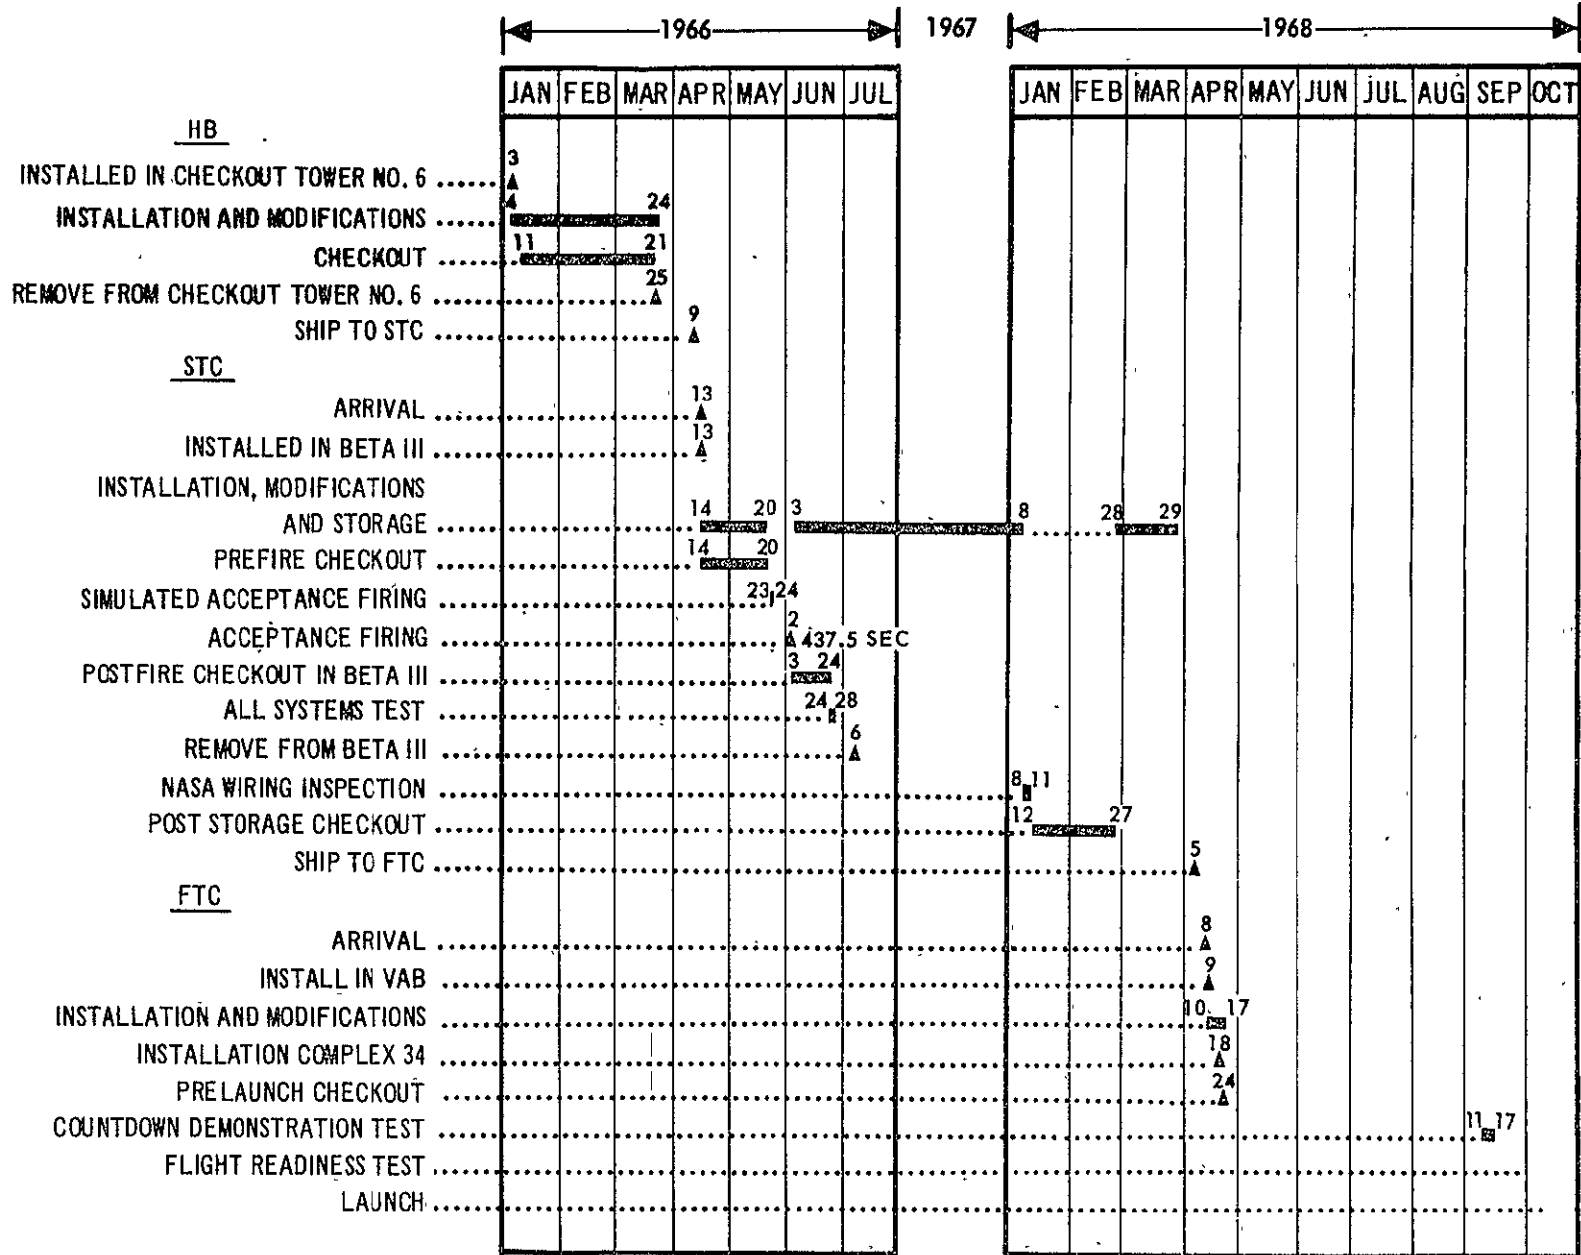 1966 1967 1968
JAN FEB MAR APR MAY JUN JUL JAN FEB MAR APR MAY JUN JUL AUG SEP OCT
HB
3
INSTALLED IN CHECKOUT TOWER NO. 6
4 24
INSTALLATION AND MODIFICATIONS
11 21
CHECKOUT
25
REMOVE FROM CHECKOUT TOWER NO. 6
9
SHIP TO STC
STC
13
ARRIVAL
13
INSTALLED IN BETA III
INSTALLATION, MODIFICATIONS
14 20 3 8 28 29
AND STORAGE
14 20
PREFIRE CHECKOUT
23 24
SIMULATED ACCEPTANCE FIRING
2
ACCEPTANCE FIRING 437.5 SEC
3 24
POSTFIRE CHECKOUT IN BETA III
24 28
ALL SYSTEMS TEST
6
REMOVE FROM BETA III
8 11
NASA WIRING INSPECTION
12 27
POST STORAGE CHECKOUT
5
SHIP TO FTC
FTC
8
ARRIVAL
9
INSTALL IN VAB
10 17
INSTALLATION AND MODIFICATIONS
18
INSTALLATION COMPLEX 34
24
PRELAUNCH CHECKOUT
11 17
COUNTDOWN DEMONSTRATION TEST
FLIGHT READINESS TEST
LAUNCH